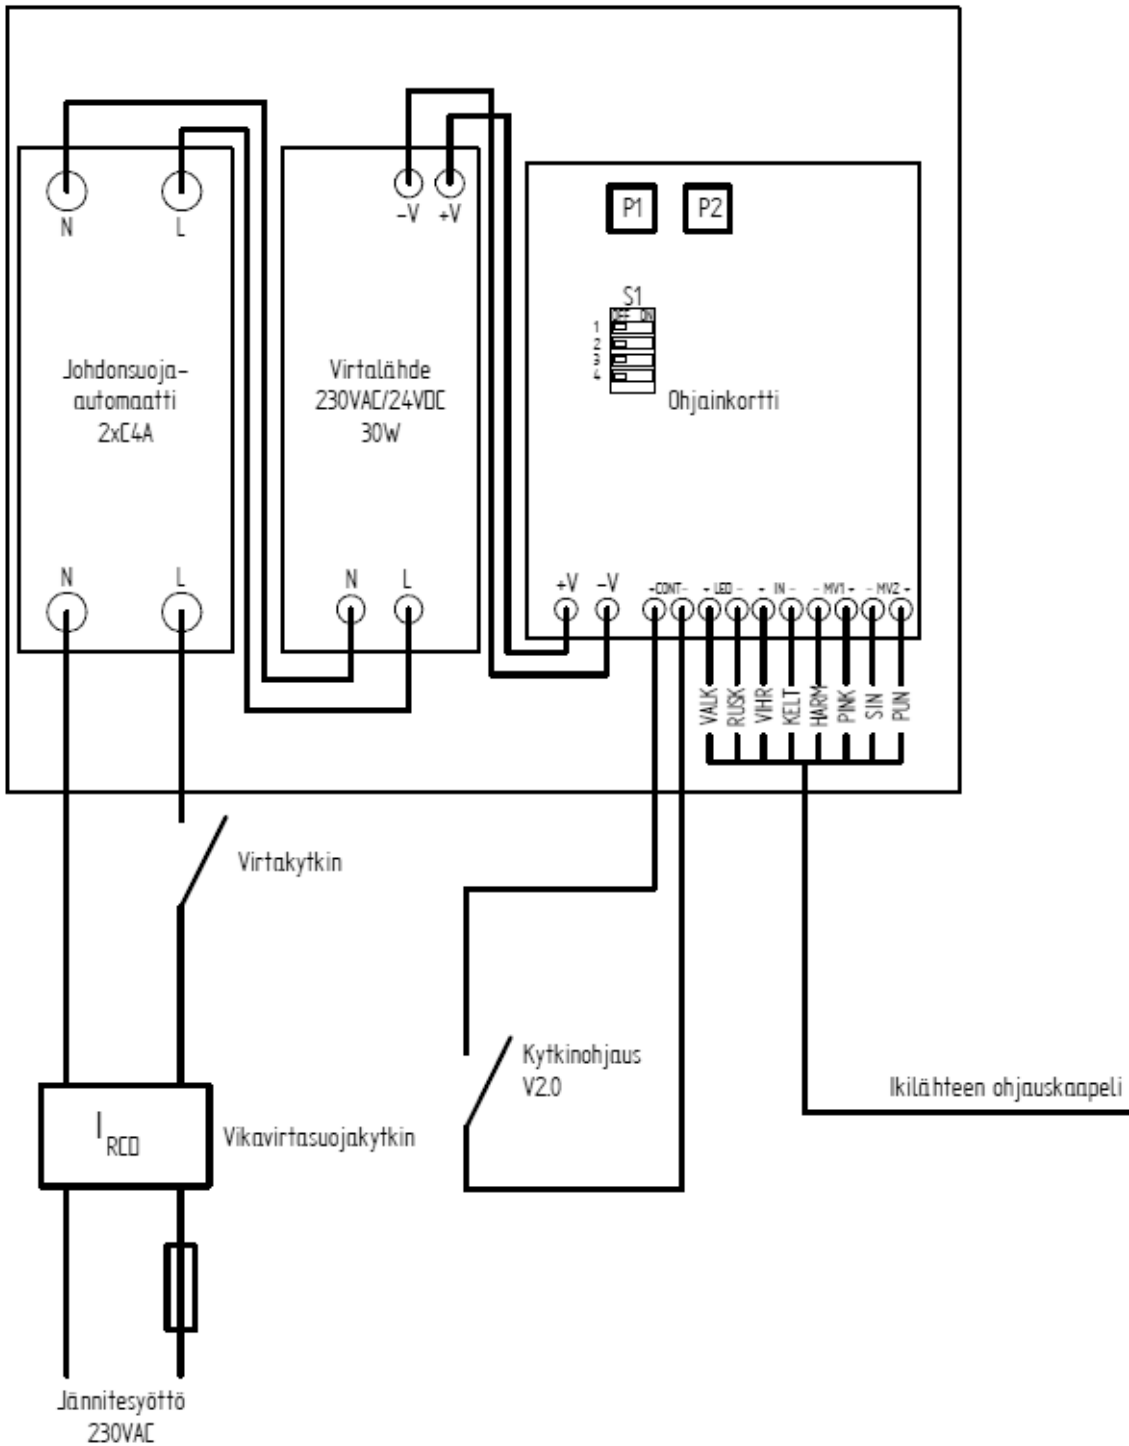 -V +V
N L
P1 P2
S1
OFF ON
1
2
3
4
Johdonsuoja-
automaatti
2xC4A
Virtalähde
230VAC/24VDC
30W
Ohjainkortti
N L
N L
+V -V
+CONT- + LED - + IN - - MV1 + - MV2 +
VALK
RUSK
VIHR
KELT
HARM
PINK
SIN
PUN
Virtakytkin
Kytkinohjaus
V2.0
Ikilähteen ohjauskaapeli
I RCD
Vikavirtasuojakytkin
Jännitesyöttö
230VAC